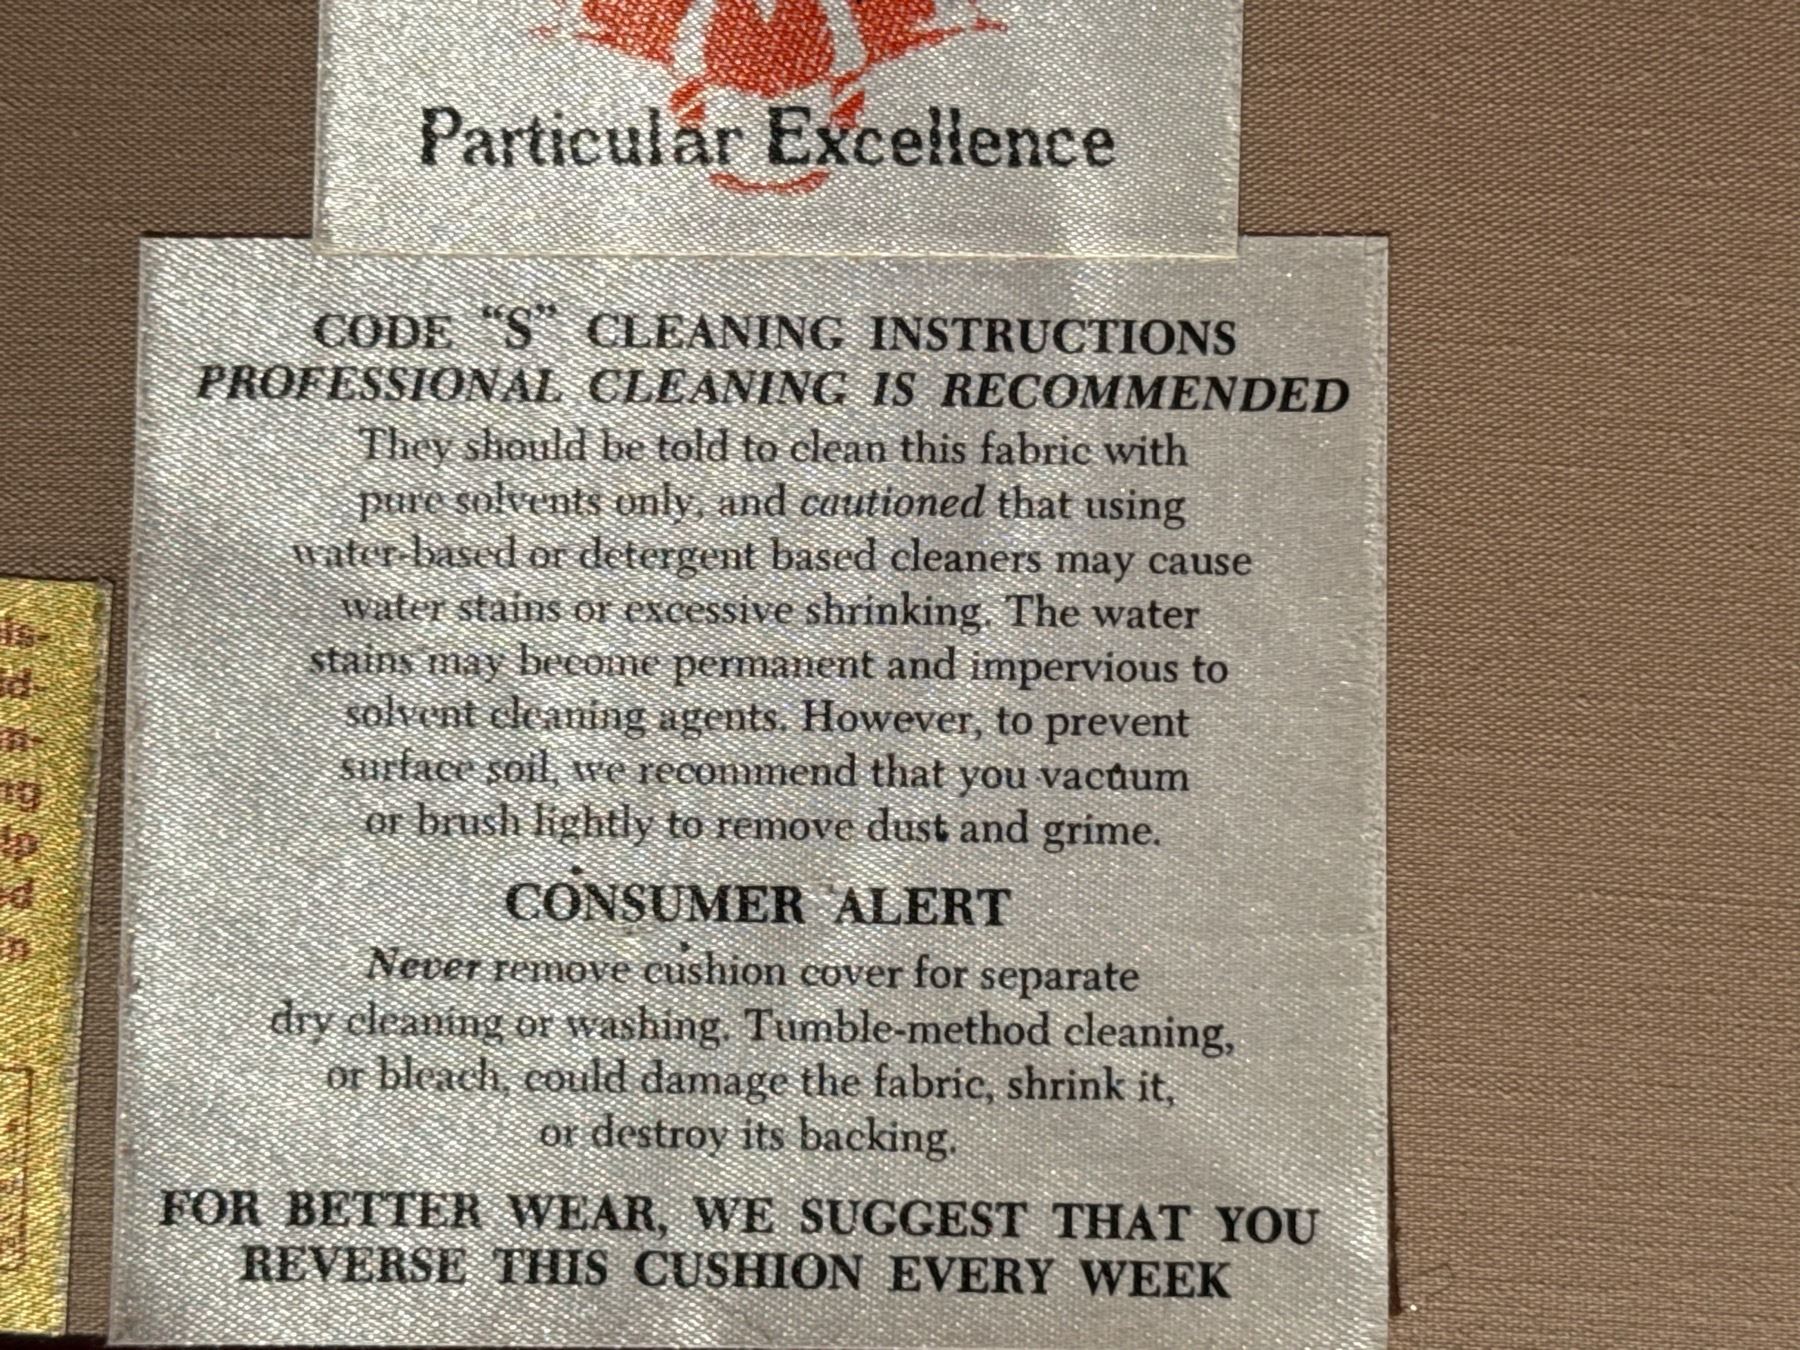 Particular Excellence
CODE “S” CLEANING INSTRUCTIONS
PROFESSIONAL CLEANING IS RECOMMENDED
They should be told to clean this fabric with
pure solvents only, and cautioned that using
water-based or detergent based cleaners may cause
water stains or excessive shrinking. The water
stains may become permanent and impervious to
solvent cleaning agents. However, to prevent
surface soil, we recommend that you vacuum
or brush lightly to remove dust and grime.
CONSUMER ALERT
Never remove cushion cover for separate
dry cleaning or washing. Tumble-method cleaning,
or bleach, could damage the fabric, shrink it,
or destroy its backing.
FOR BETTER WEAR, WE SUGGEST THAT YOU
REVERSE THIS CUSHION EVERY WEEK